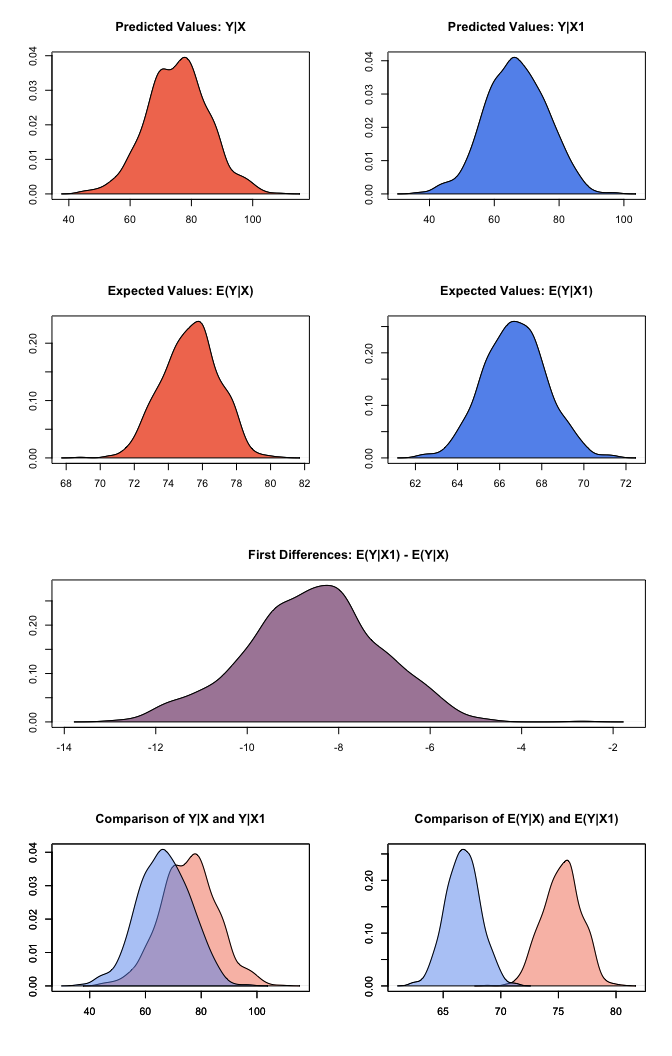 Predicted Values: Y|X
Predicted Values: Y|X1
0.00 0.01 0.02 0.03 0.04
40 60 80 100
0.00 0.01 0.02 0.03 0.04
40 60 80 100
Expected Values: E(Y|X)
Expected Values: E(Y|X1)
0.00 0.10 0.20
68 70 72 74 76 78 80 82
0.00 0.10 0.20
62 64 66 68 70 72
First Differences: E(Y|X1) - E(Y|X)
0.00 0.10 0.20
-14 -12 -10 -8 -6 -4 -2
Comparison of Y|X and Y|X1
Comparison of E(Y|X) and E(Y|X1)
0.00 0.01 0.02 0.03 0.04
40 60 80 100
0.00 0.10 0.20
65 70 75 80